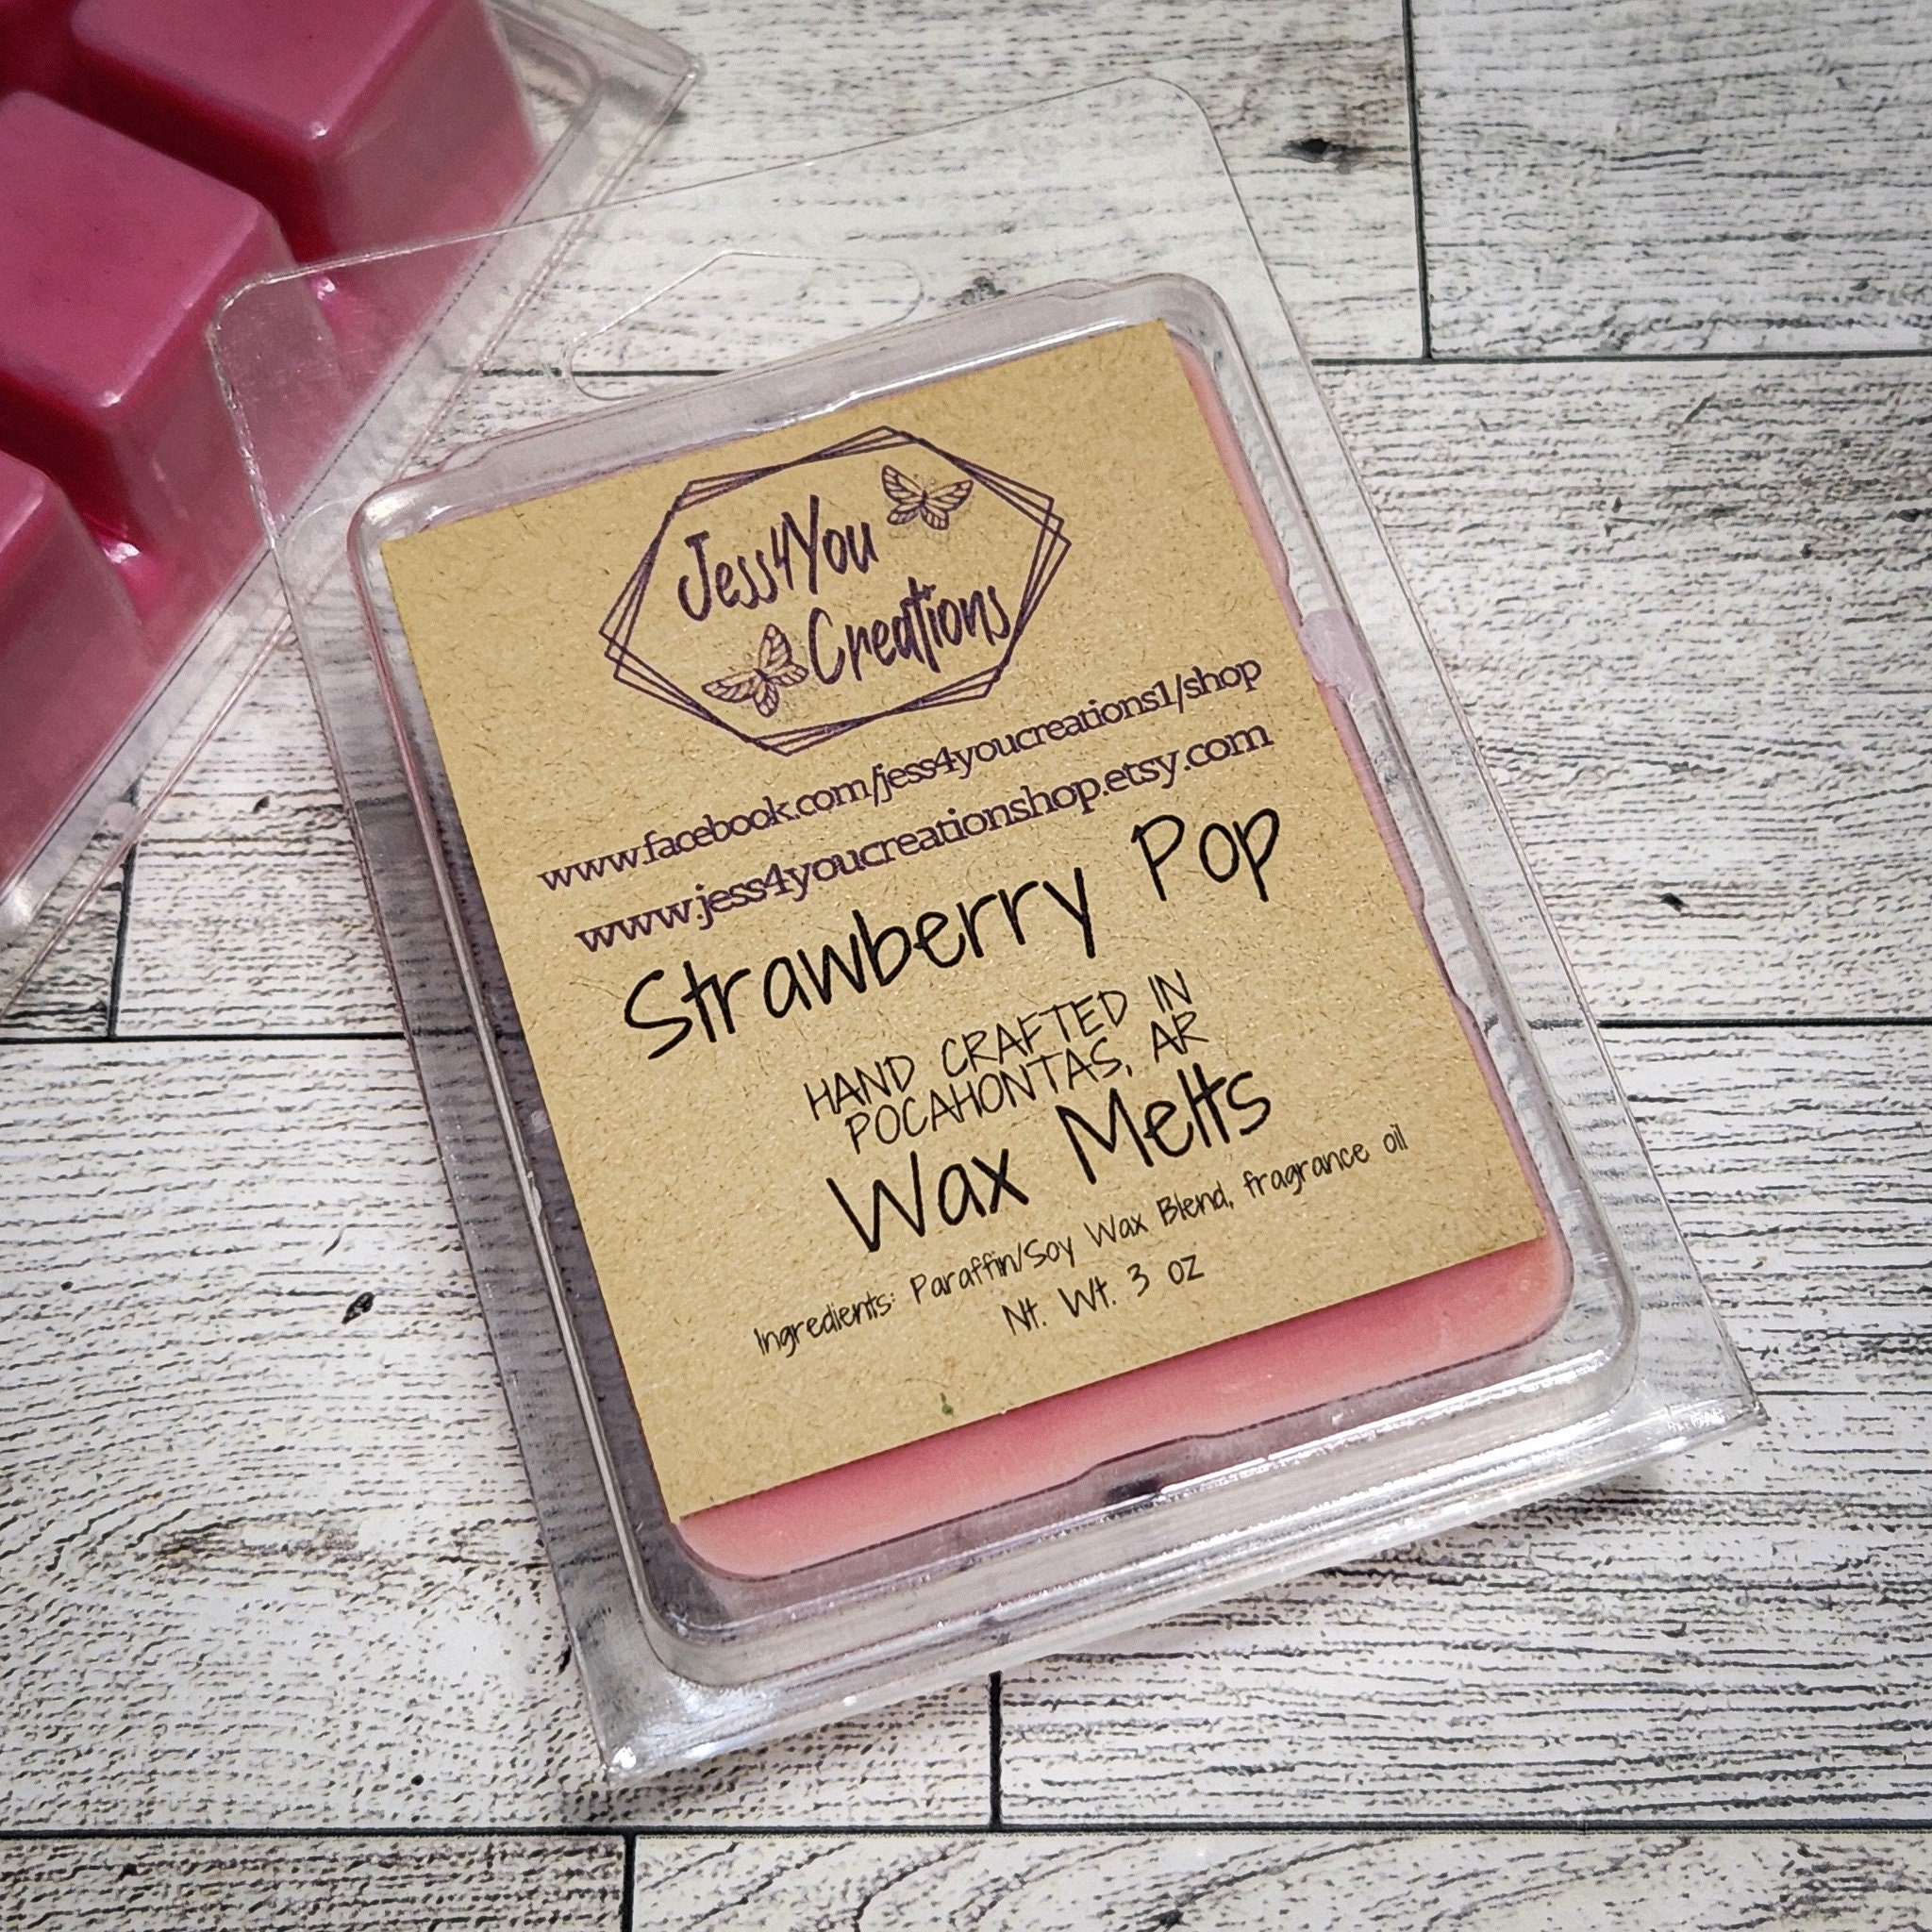 Jess4You
Creations
www.facebook.com/jess4youcreations1/shop
www.jess4youcreationshop.etsy.com
Strawberry Pop
HAND CRAFTED IN
POCAHONTAS, AR
Wax Melts
Ingredients: Paraffin/Soy Wax Blend, fragrance oil
Nt. Wt. 3 oz